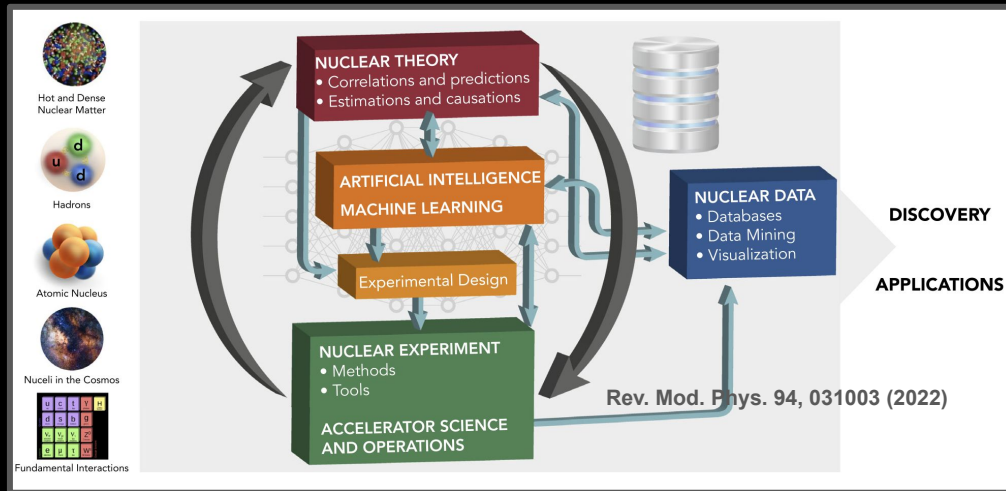 Hot and Dense
Nuclear Matter
u
d
d
Hadrons
Atomic Nucleus
Nuceli in the Cosmos
u c t γ H
d s b g
e μ τ W
Fundamental Interactions
NUCLEAR THEORY
• Correlations and predictions
• Estimations and causations
ARTIFICIAL INTELLIGENCE
MACHINE LEARNING
Experimental Design
NUCLEAR EXPERIMENT
• Methods
• Tools
ACCELERATOR SCIENCE
AND OPERATIONS
NUCLEAR DATA
• Databases
• Data Mining
• Visualization
DISCOVERY
APPLICATIONS
Rev. Mod. Phys. 94, 031003 (2022)